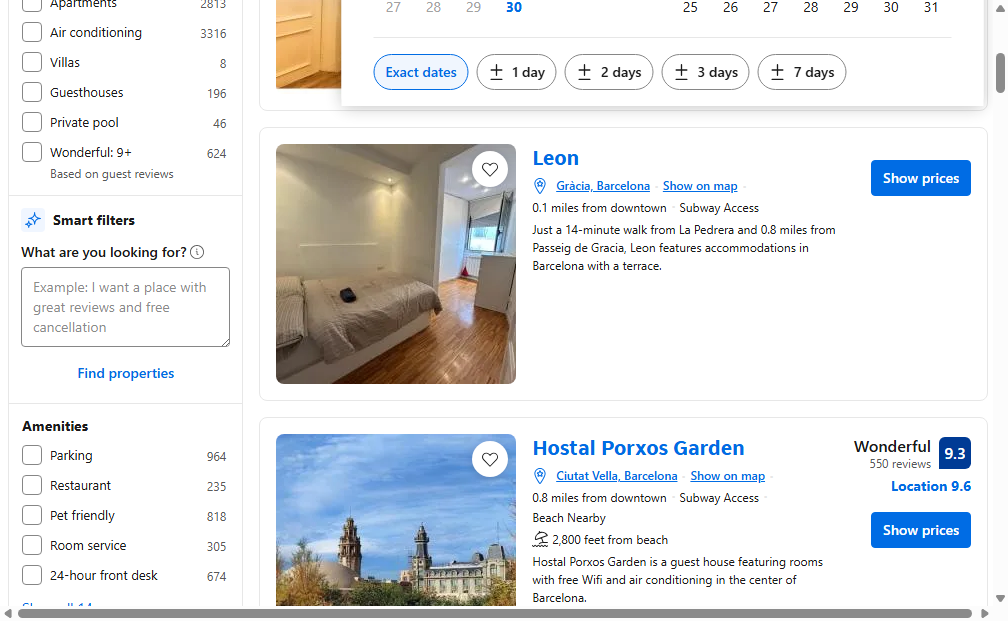 Apartments 2813
Air conditioning 3316
Villas 8
Guesthouses 196
Private pool 46
Wonderful: 9+ 624
Based on guest reviews
Smart filters
What are you looking for?
Example: I want a place with
great reviews and free
cancellation
Find properties
Amenities
Parking 964
Restaurant 235
Pet friendly 818
Room service 305
24-hour front desk 674
27 28 29 30 25 26 27 28 29 30 31
Exact dates ± 1 day ± 2 days ± 3 days ± 7 days
Leon
Gràcia, Barcelona · Show on map ·
0.1 miles from downtown · Subway Access
Just a 14-minute walk from La Pedrera and 0.8 miles from
Passeig de Gracia, Leon features accommodations in
Barcelona with a terrace.
Show prices
Hostal Porxos Garden
Ciutat Vella, Barcelona · Show on map ·
0.8 miles from downtown · Subway Access ·
Beach Nearby
2,800 feet from beach
Hostal Porxos Garden is a guest house featuring rooms
with free Wifi and air conditioning in the center of
Barcelona.
Wonderful 9.3
550 reviews
Location 9.6
Show prices